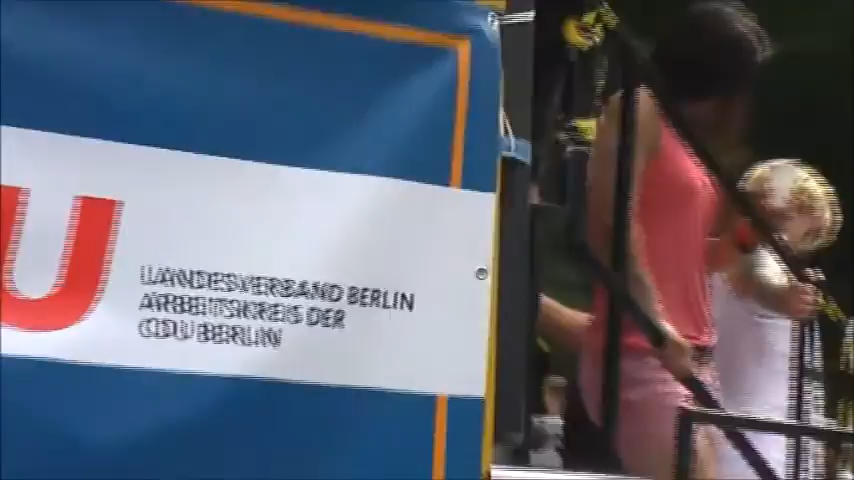 U
LANDESVERBAND BERLIN
ARBEITSKREIS DER
CDU BERLIN